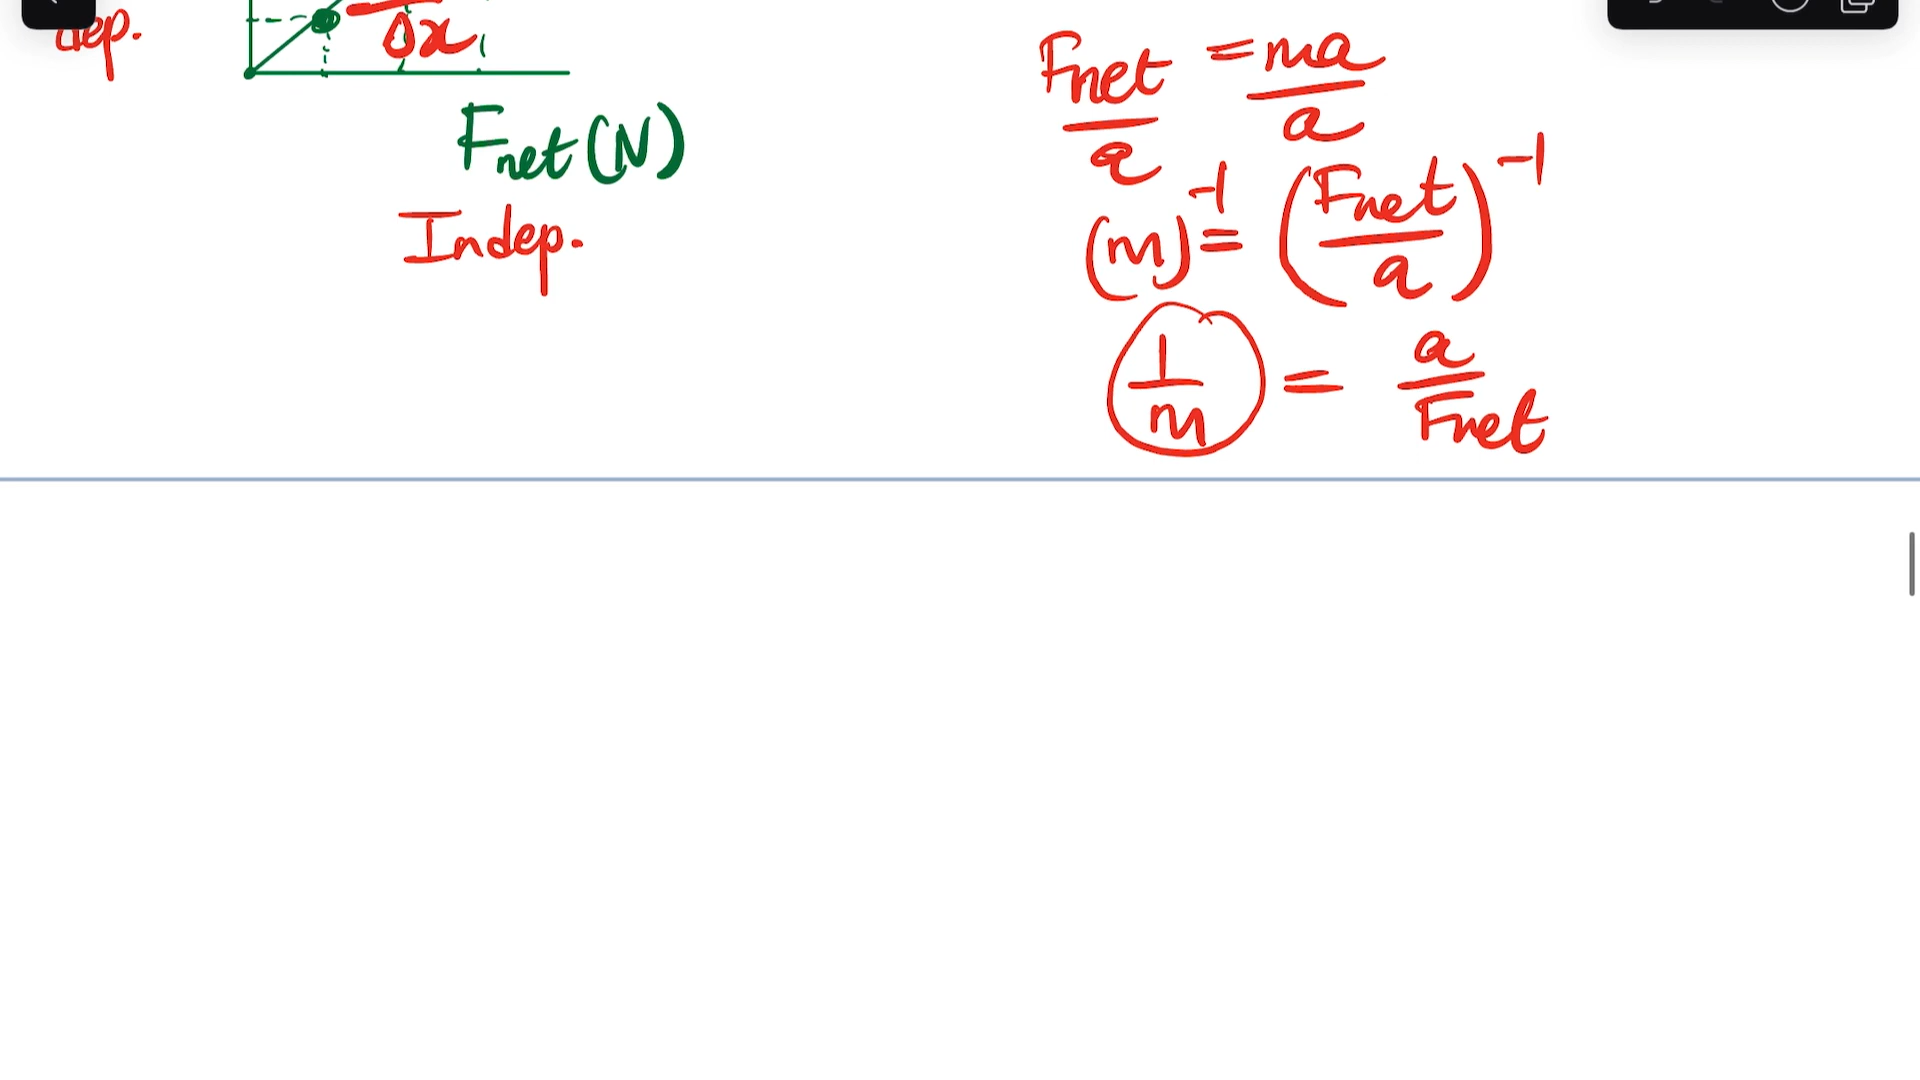 dep.
Δx
Fnet (N)
Indep.
Fnet = ma
a a
(m)⁻¹ = (Fnet/a)⁻¹
1/m = a/Fnet